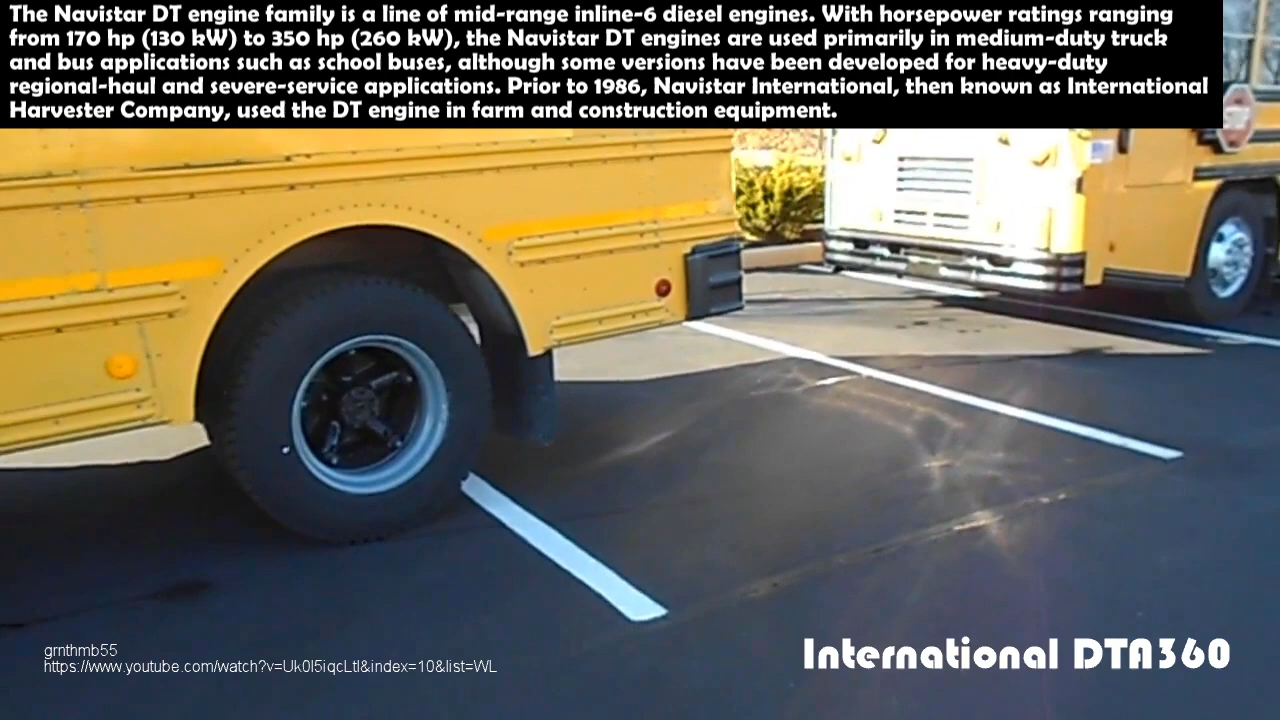 The Navistar DT engine family is a line of mid-range inline-6 diesel engines. With horsepower ratings ranging
from 170 hp (130 kW) to 350 hp (260 kW), the Navistar DT engines are used primarily in medium-duty truck
and bus applications such as school buses, although some versions have been developed for heavy-duty
regional-haul and severe-service applications. Prior to 1986, Navistar International, then known as International
Harvester Company, used the DT engine in farm and construction equipment.
grnthmb55
https://www.youtube.com/watch?v=Uk0I5iqcLtI&index=10&list=WL
International DTA360